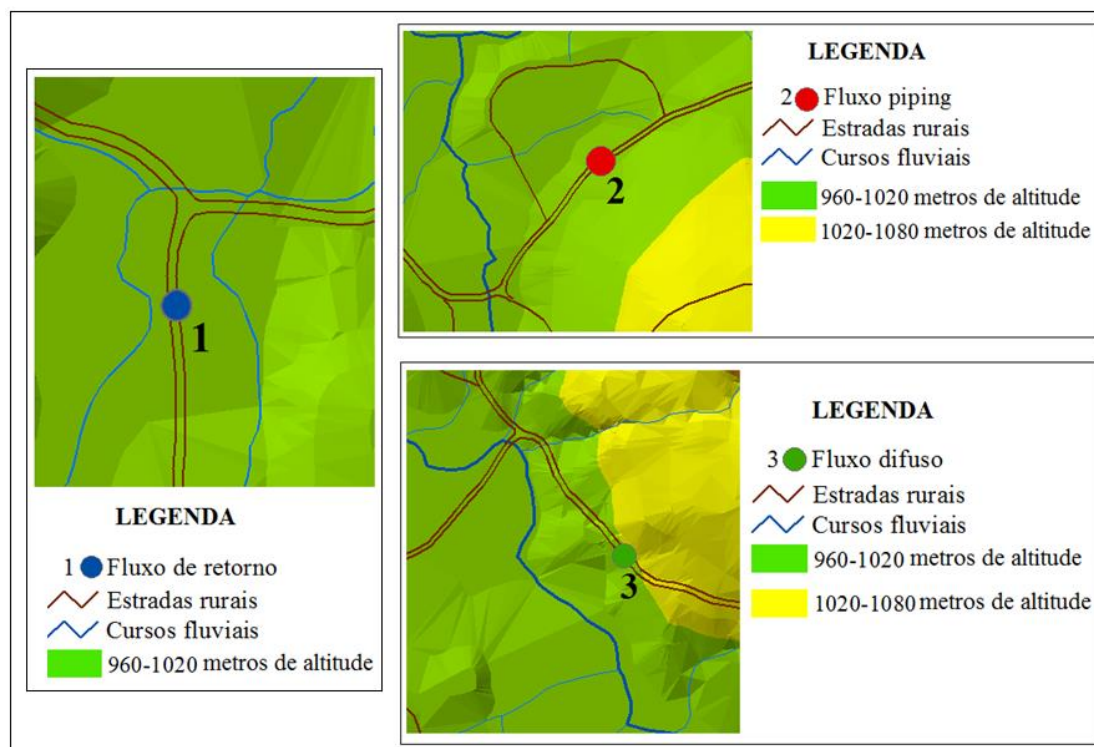 1
LEGENDA
1 Fluxo de retorno
Estradas rurais
Cursos fluviais
960-1020 metros de altitude
2
LEGENDA
2 Fluxo piping
Estradas rurais
Cursos fluviais
960-1020 metros de altitude
1020-1080 metros de altitude
3
LEGENDA
3 Fluxo difuso
Estradas rurais
Cursos fluviais
960-1020 metros de altitude
1020-1080 metros de altitude